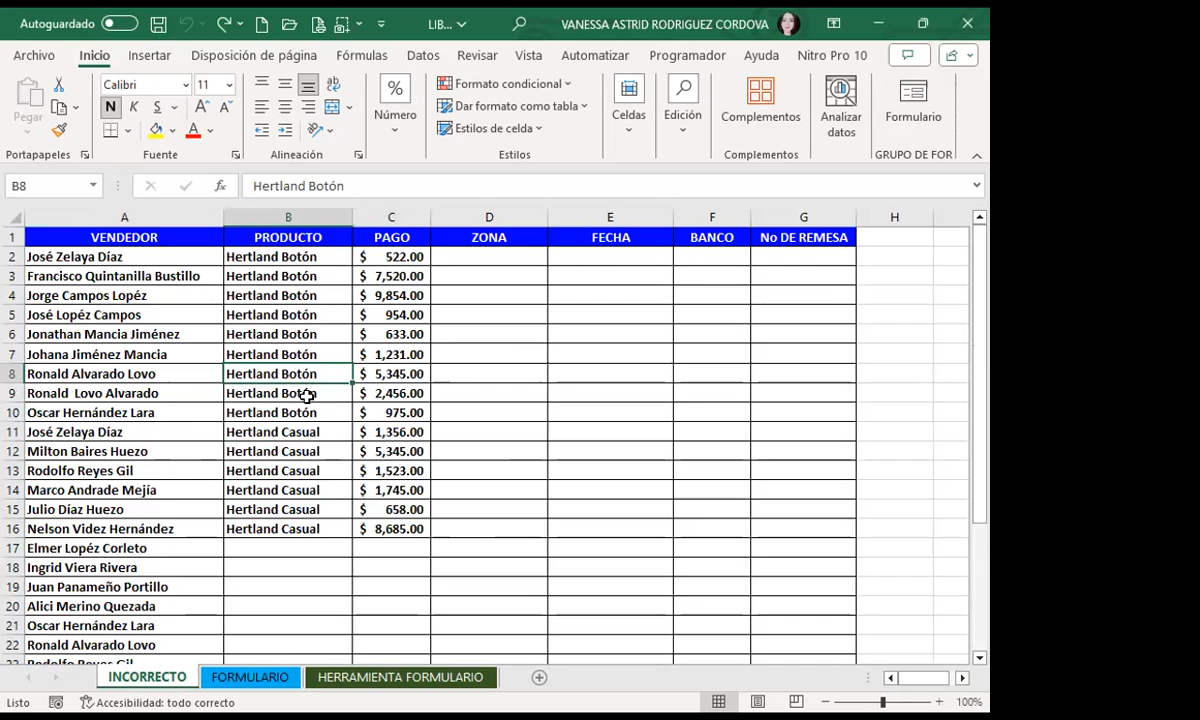 Autoguardado LIB... VANESSA ASTRID RODRIGUEZ CORDOVA
Archivo Inicio Insertar Disposición de página Fórmulas Datos Revisar Vista Automatizar Programador Ayuda Nitro Pro 10
Pegar Calibri 11 N K S A A A % Número Formato condicional Dar formato como tabla Estilos de celda Celdas Edición Complementos Analizar datos Formulario
Portapapeles Fuente Alineación Estilos Complementos GRUPO DE FOR
B8 fx Hertland Botón
A B C D E F G H
1 VENDEDOR PRODUCTO PAGO ZONA FECHA BANCO No DE REMESA
2 José Zelaya Díaz Hertland Botón $ 522.00
3 Francisco Quintanilla Bustillo Hertland Botón $ 7,520.00
4 Jorge Campos Lopéz Hertland Botón $ 9,854.00
5 José Lopéz Campos Hertland Botón $ 954.00
6 Jonathan Mancia Jiménez Hertland Botón $ 633.00
7 Johana Jiménez Mancia Hertland Botón $ 1,231.00
8 Ronald Alvarado Lovo Hertland Botón $ 5,345.00
9 Ronald Lovo Alvarado Hertland Botón $ 2,456.00
10 Oscar Hernández Lara Hertland Botón $ 975.00
11 José Zelaya Díaz Hertland Casual $ 1,356.00
12 Milton Baires Huezo Hertland Casual $ 5,345.00
13 Rodolfo Reyes Gil Hertland Casual $ 1,523.00
14 Marco Andrade Mejía Hertland Casual $ 1,745.00
15 Julio Díaz Huezo Hertland Casual $ 658.00
16 Nelson Videz Hernández Hertland Casual $ 8,685.00
17 Elmer Lopéz Corleto
18 Ingrid Viera Rivera
19 Juan Panameño Portillo
20 Alici Merino Quezada
21 Oscar Hernández Lara
22 Ronald Alvarado Lovo
23 Rodolfo Reyes Gil
INCORRECTO FORMULARIO HERRAMIENTA FORMULARIO
Listo Accesibilidad: todo correcto 100%